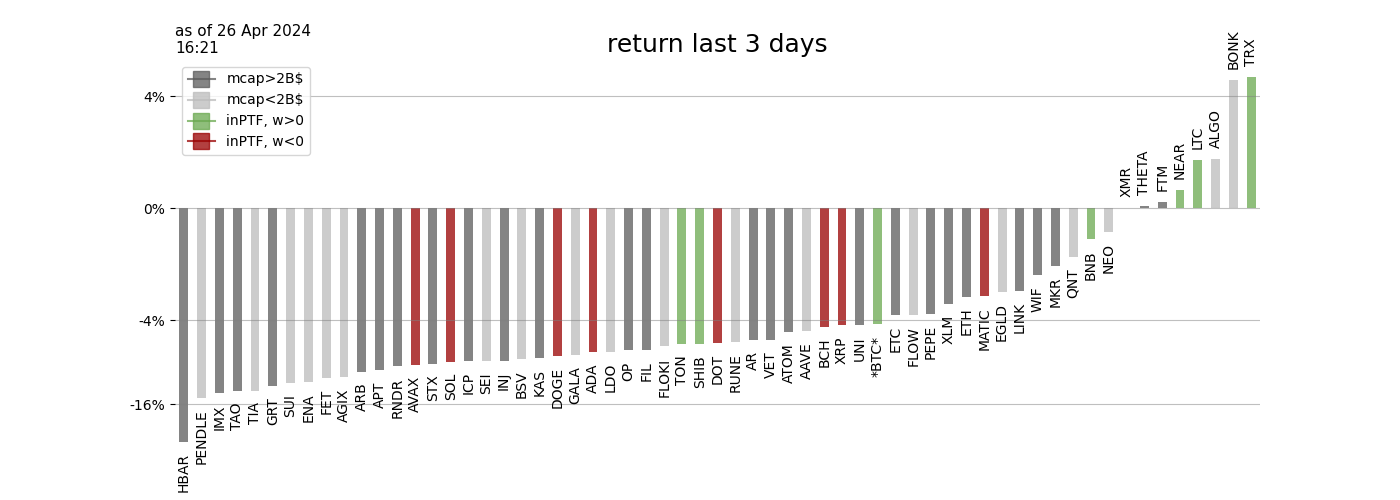 as of 26 Apr 2024
16:21
return last 3 days
mcap>2B$
mcap<2B$
inPTF, w>0
inPTF, w<0
4%
0%
-4%
-16%
HBAR
PENDLE
IMX
TAO
TIA
GRT
SUI
ENA
FET
AGIX
ARB
APT
RNDR
AVAX
STX
SOL
ICP
SEI
INJ
BSV
KAS
DOGE
GALA
ADA
LDO
OP
FIL
FLOKI
TON
SHIB
DOT
RUNE
AR
VET
ATOM
AAVE
BCH
XRP
UNI
*BTC*
ETC
FLOW
PEPE
XLM
ETH
MATIC
EGLD
LINK
WIF
MKR
QNT
BNB
NEO
XMR
THETA
FTM
NEAR
LTC
ALGO
BONK
TRX